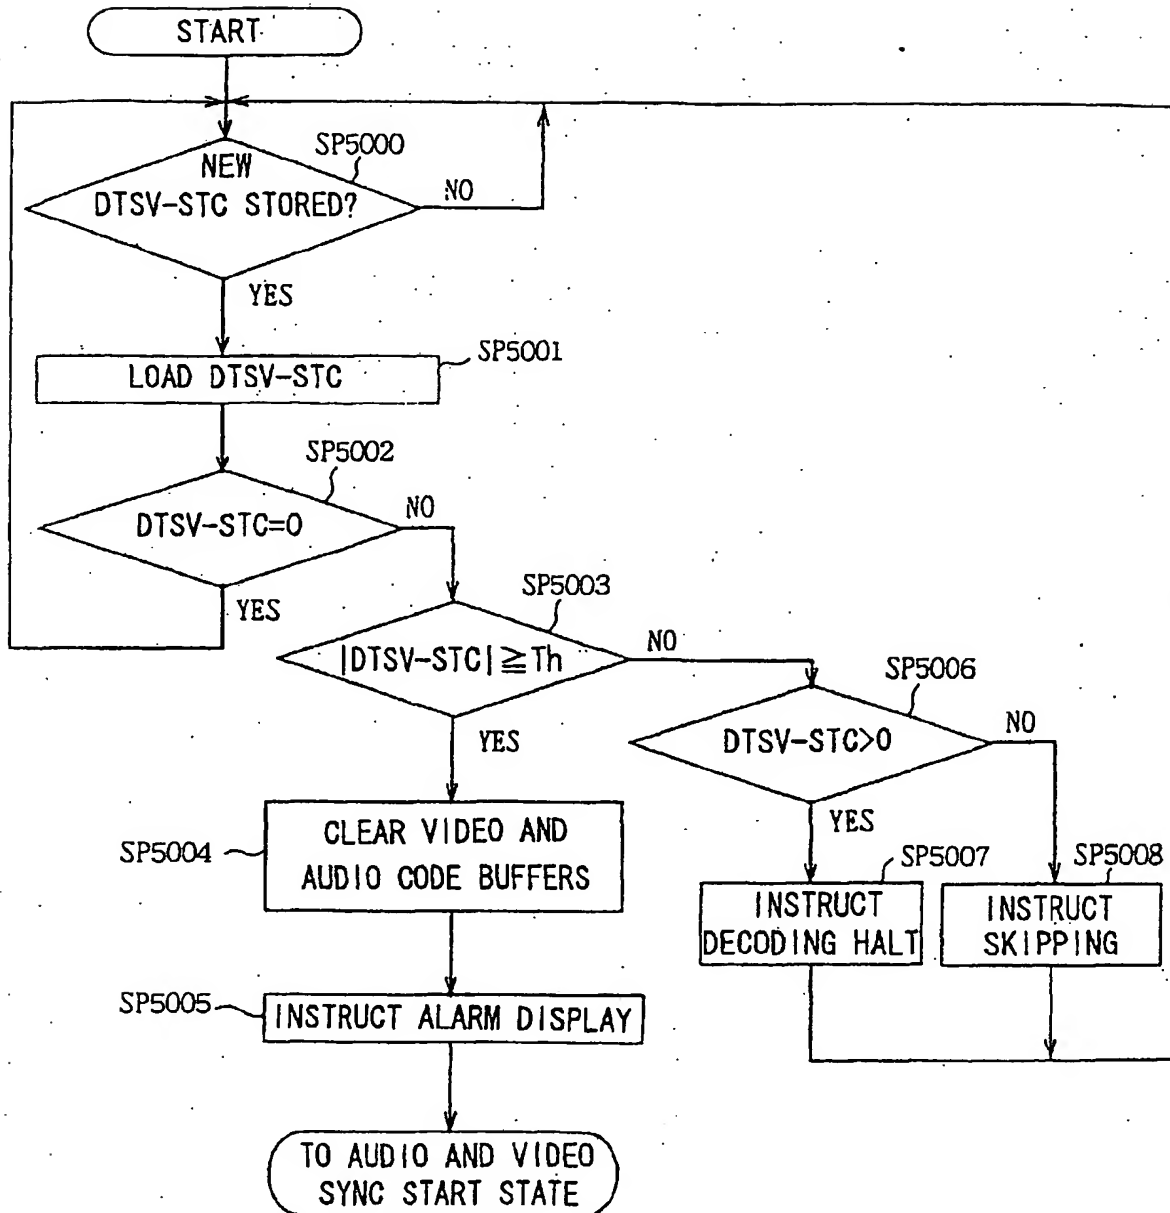 START
SP5000
NEW
DTSV-STC STORED?
NO
YES
SP5001
LOAD DTSV-STC
SP5002
DTSV-STC=0
NO
YES
SP5003
|DTSV-STC|≧Th
NO
YES
SP5006
DTSV-STC>0
NO
YES
SP5004
CLEAR VIDEO AND
AUDIO CODE BUFFERS
SP5007
INSTRUCT
DECODING HALT
SP5008
INSTRUCT
SKIPPING
SP5005
INSTRUCT ALARM DISPLAY
TO AUDIO AND VIDEO
SYNC START STATE